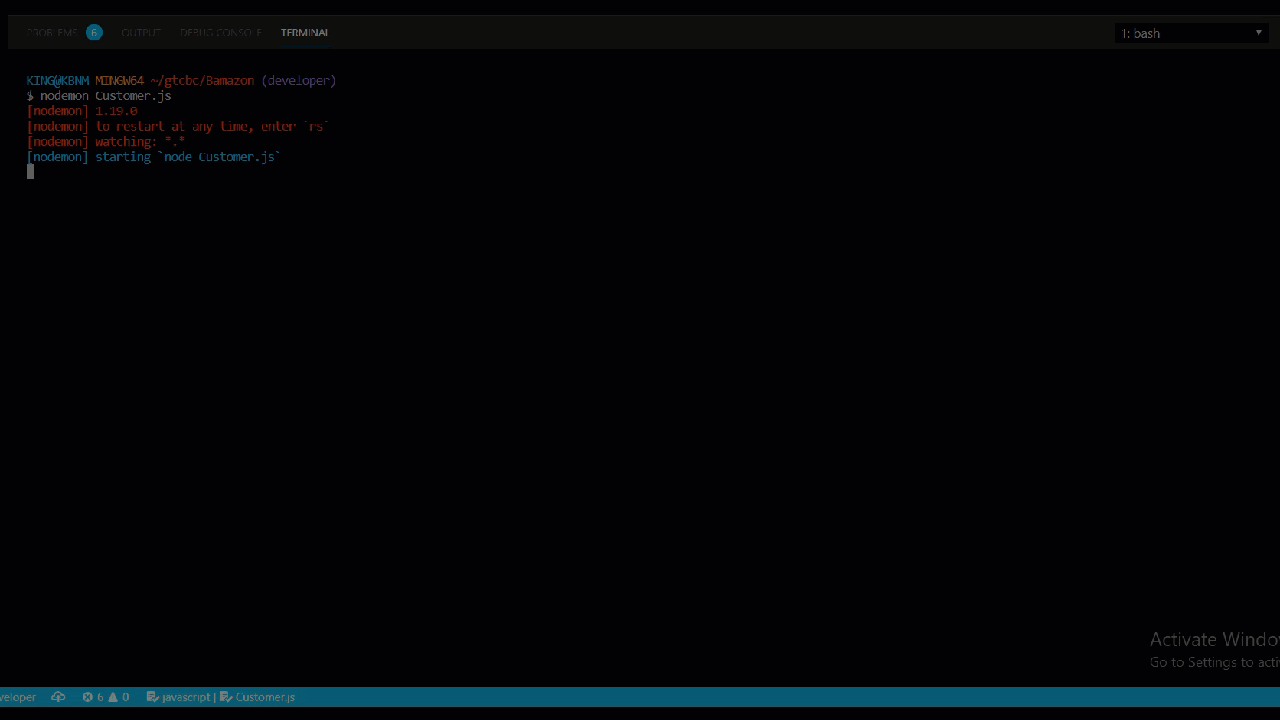 PROBLEMS 6 OUTPUT DEBUG CONSOLE TERMINAL 1: bash
KING@KBNM MINGW64 ~/gtcbc/Bamazon (developer)
$ nodemon Customer.js
[nodemon] 1.19.0
[nodemon] to restart at any time, enter `rs`
[nodemon] watching: *.*
[nodemon] starting `node Customer.js`
Activate Windo
Go to Settings to acti
veloper 6 0 javascript | Customer.js